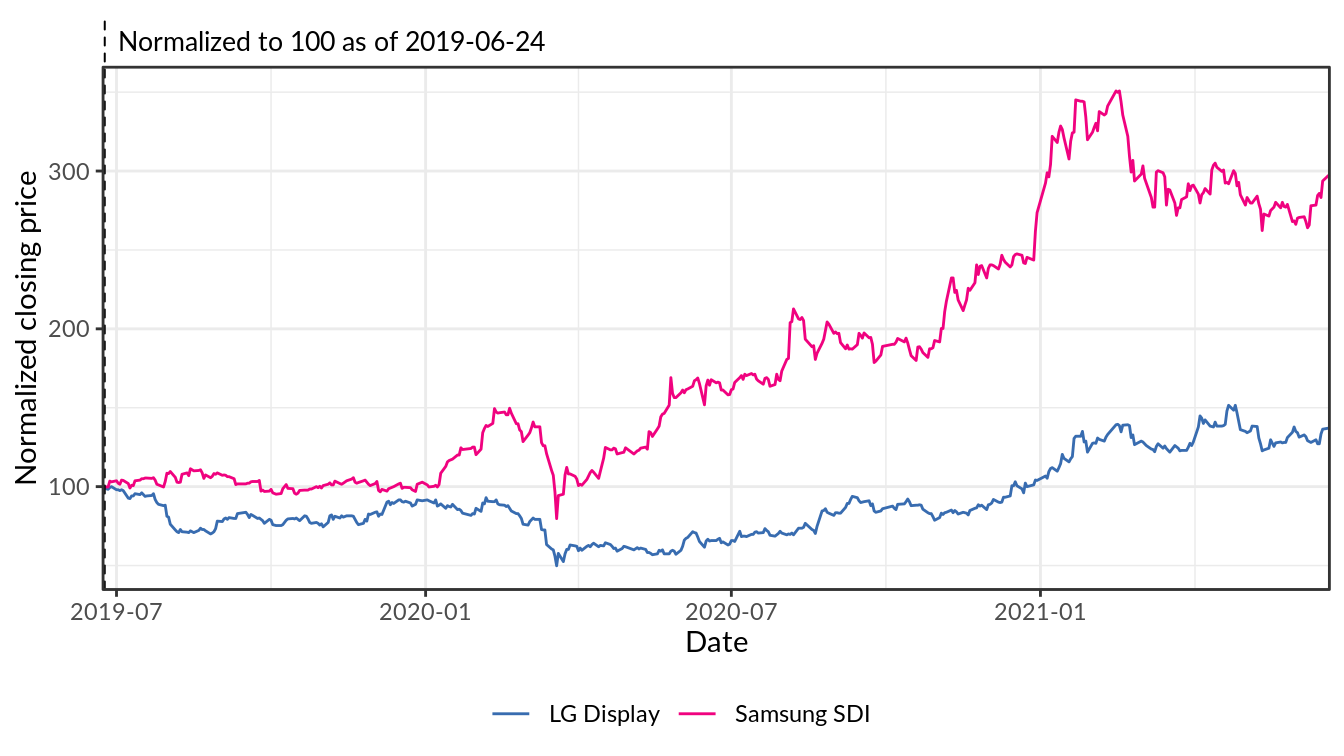 Normalized to 100 as of 2019-06-24
Normalized closing price
300
200
100
2019-07
2020-01
2020-07
2021-01
Date
LG Display
Samsung SDI